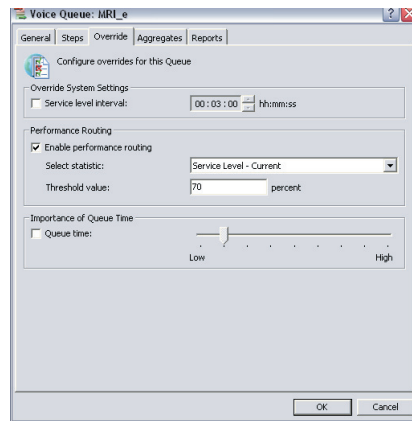 Voice Queue: MRI_e
General Steps Override Aggregates Reports
Configure overrides for this Queue
Override System Settings
Service level interval: 00:03:00 hh:mm:ss
Performance Routing
Enable performance routing
Select statistic: Service Level - Current
Threshold value: 70 percent
Importance of Queue Time
Queue time:
Low High
OK Cancel